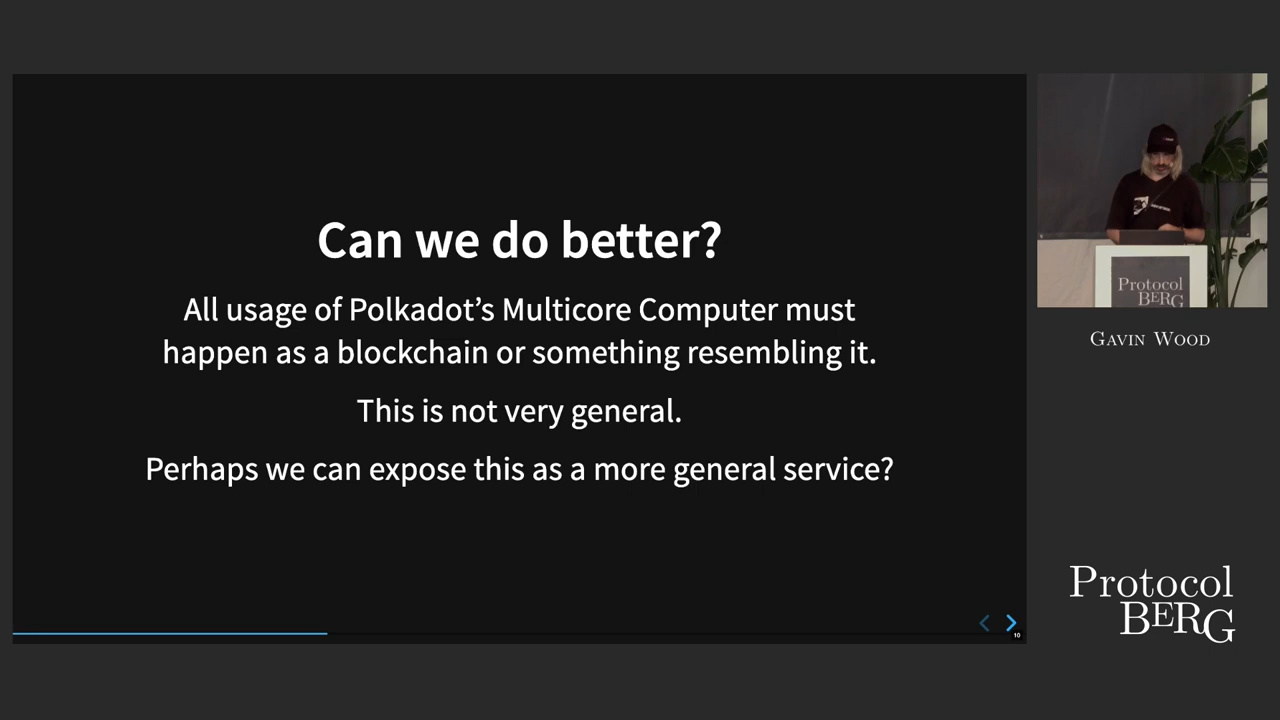 Can we do better?
All usage of Polkadot’s Multicore Computer must
happen as a blockchain or something resembling it.
This is not very general.
Perhaps we can expose this as a more general service?
10
Protocol
BERG
Gavin Wood
Protocol
BERG